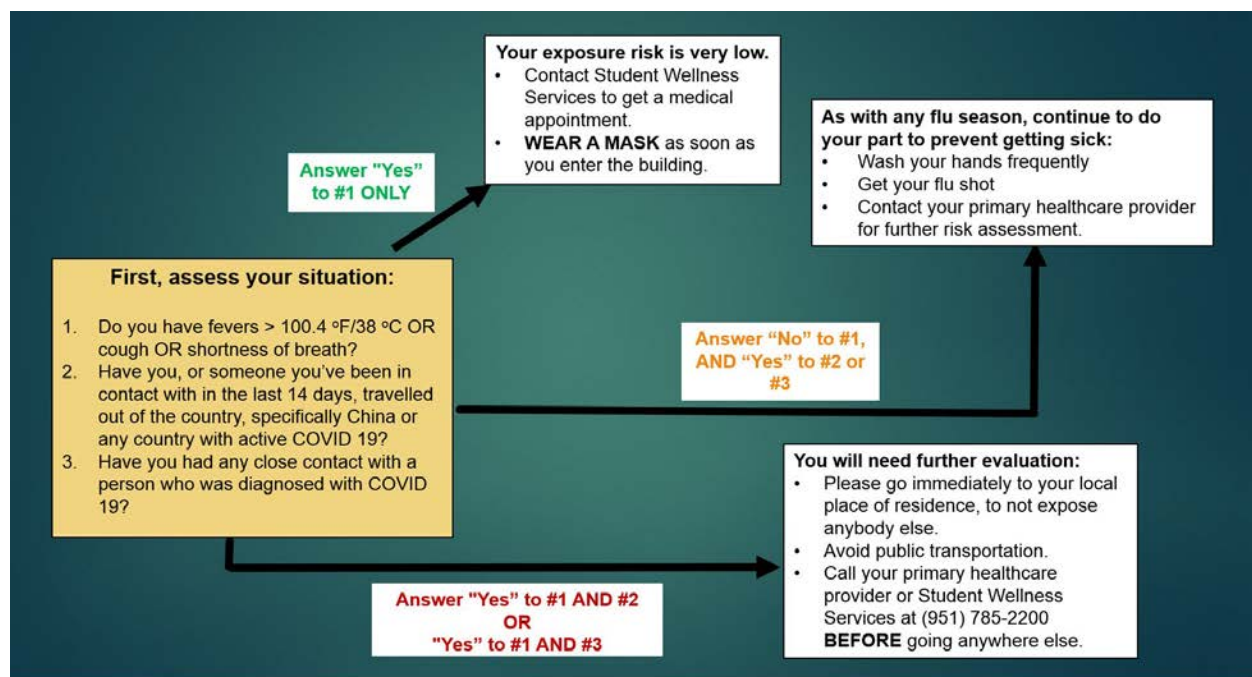 Your exposure risk is very low.
• Contact Student Wellness
Services to get a medical
appointment.
• WEAR A MASK as soon as
you enter the building.
As with any flu season, continue to do
your part to prevent getting sick:
• Wash your hands frequently
• Get your flu shot
• Contact your primary healthcare provider
for further risk assessment.
Answer "Yes”
to #1 ONLY
First, assess your situation:
1. Do you have fevers > 100.4 ºF/38 ºC OR
cough OR shortness of breath?
2. Have you, or someone you’ve been in
contact with in the last 14 days, travelled
out of the country, specifically China or
any country with active COVID 19?
3. Have you had any close contact with a
person who was diagnosed with COVID
19?
Answer “No” to #1,
AND “Yes” to #2 or
#3
You will need further evaluation:
• Please go immediately to your local
place of residence, to not expose
anybody else.
• Avoid public transportation.
• Call your primary healthcare
provider or Student Wellness
Services at (951) 785-2200
BEFORE going anywhere else.
Answer "Yes” to #1 AND #2
OR
"Yes” to #1 AND #3